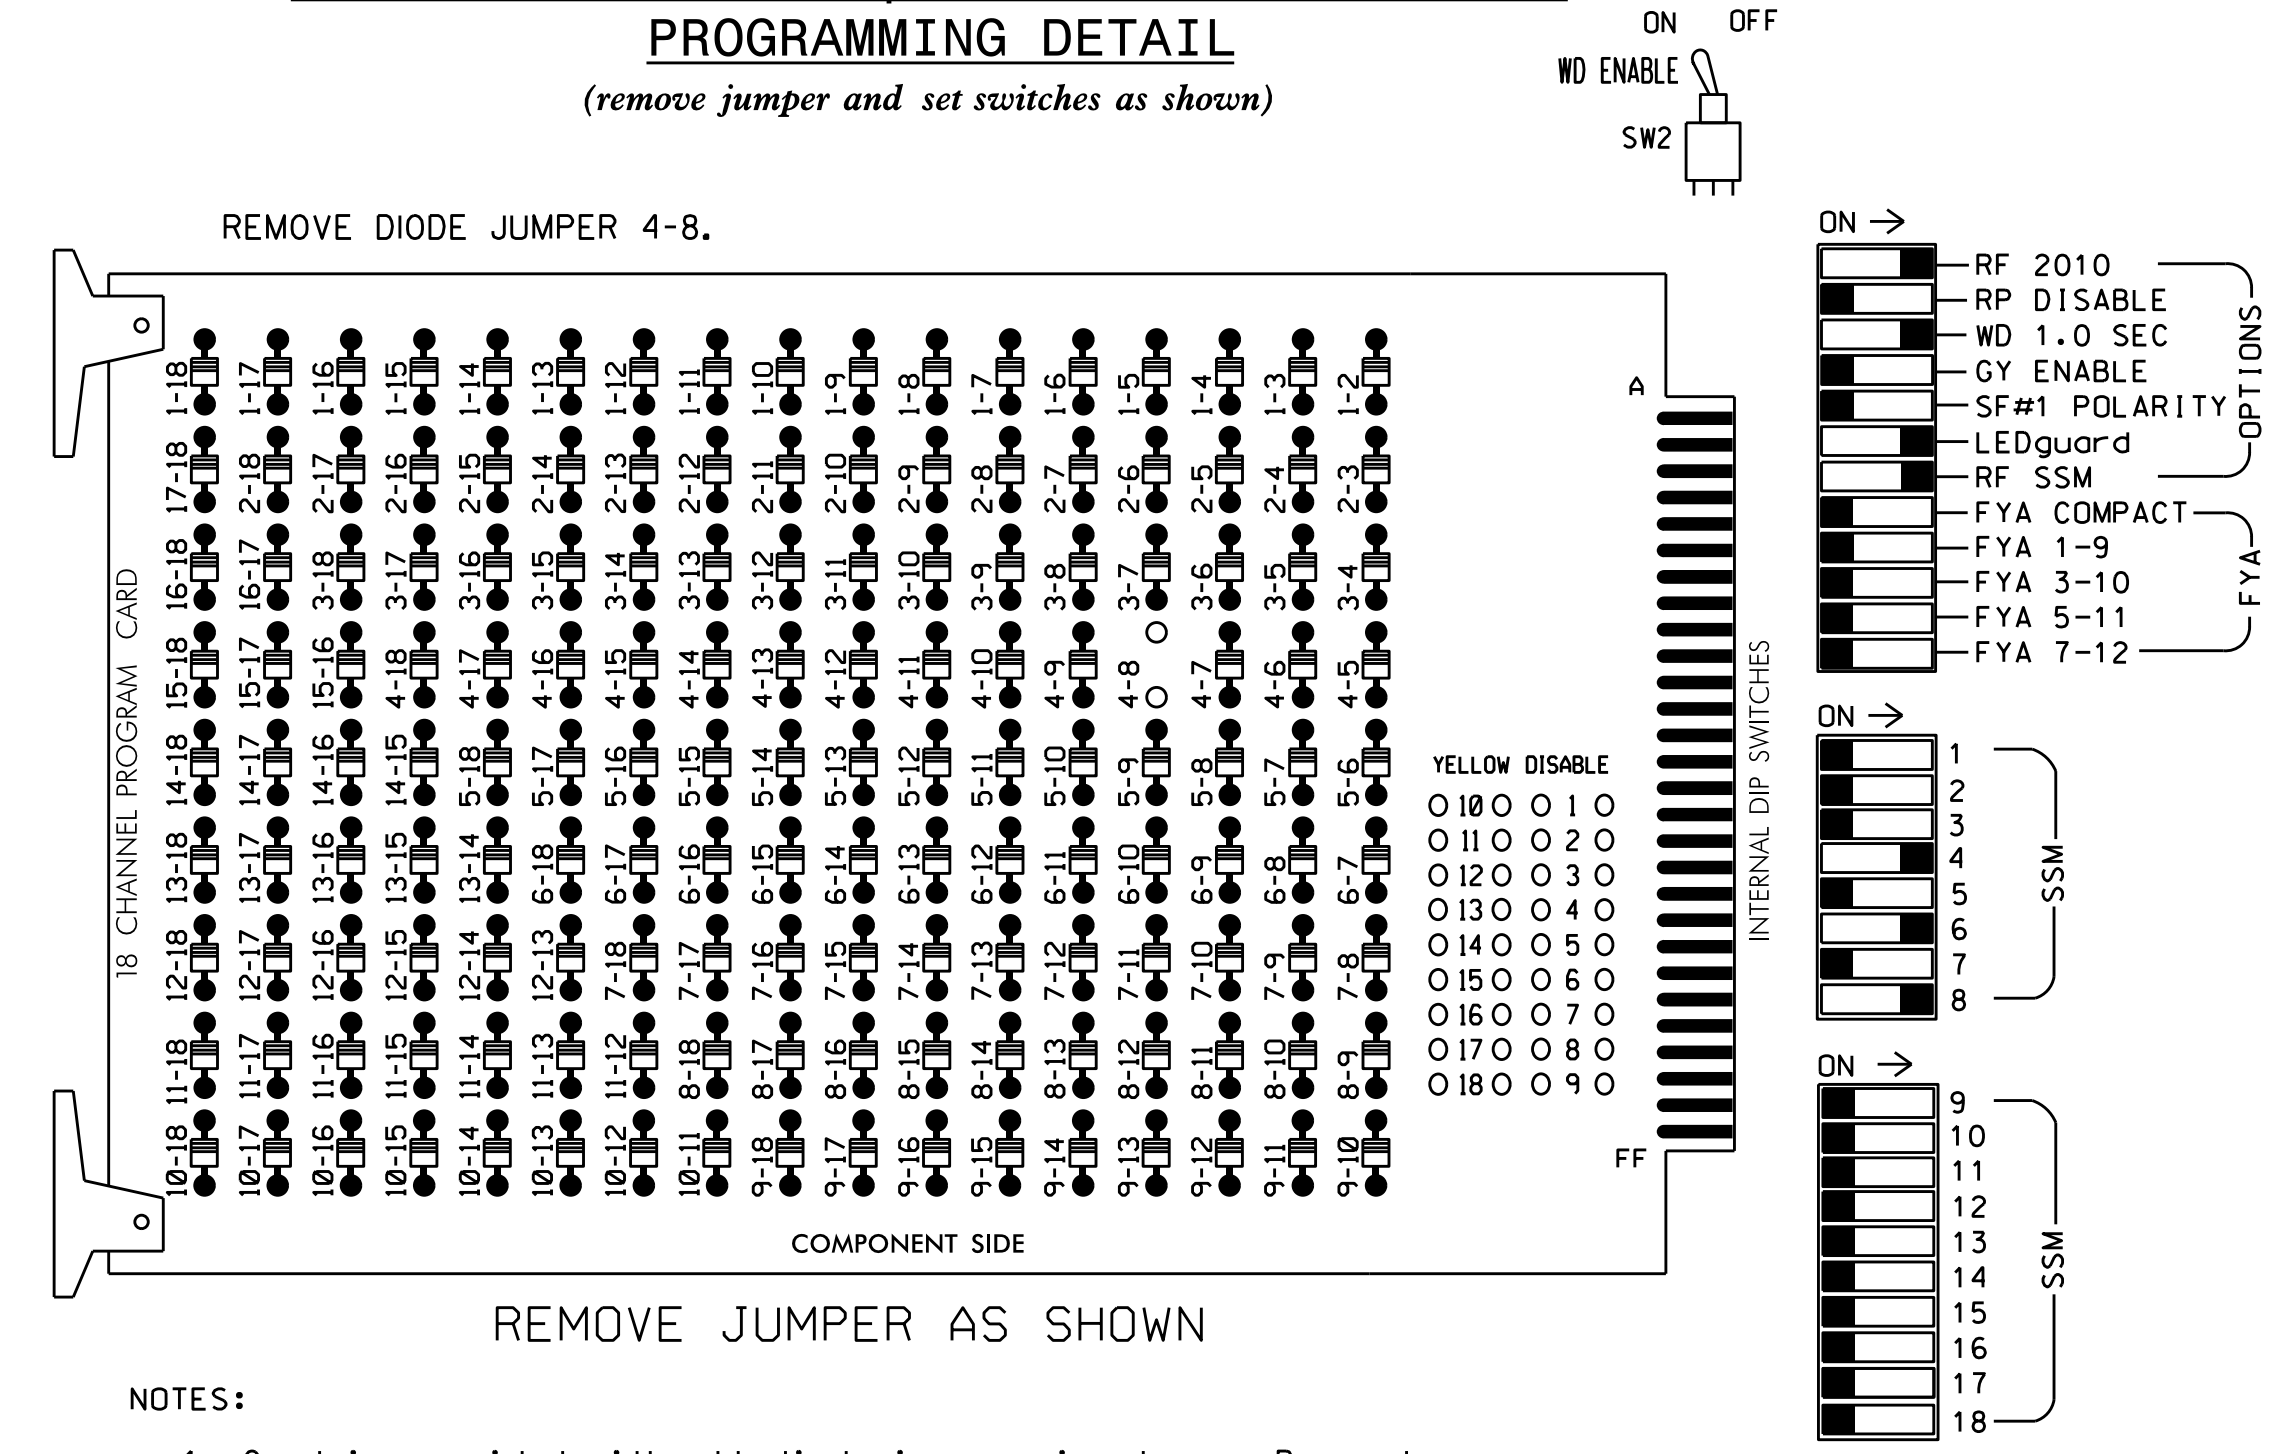 PROGRAMMING DETAIL
(remove jumper and set switches as shown)
ON OFF
WD ENABLE
SW2
REMOVE DIODE JUMPER 4-8.
18 CHANNEL PROGRAM CARD
1-18 1-17 1-16 1-15 1-14 1-13 1-12 1-11 1-10 1-9 1-8 1-7 1-6 1-5 1-4 1-3 1-2
17-18 2-18 2-17 2-16 2-15 2-14 2-13 2-12 2-11 2-10 2-9 2-8 2-7 2-6 2-5 2-4 2-3
16-18 16-17 3-18 3-17 3-16 3-15 3-14 3-13 3-12 3-11 3-10 3-9 3-8 3-7 3-6 3-5 3-4
15-18 15-17 15-16 4-18 4-17 4-16 4-15 4-14 4-13 4-12 4-11 4-10 4-9 4-8 4-7 4-6 4-5
14-18 14-17 14-16 14-15 5-18 5-17 5-16 5-15 5-14 5-13 5-12 5-11 5-10 5-9 5-8 5-7 5-6
13-18 13-17 13-16 13-15 13-14 6-18 6-17 6-16 6-15 6-14 6-13 6-12 6-11 6-10 6-9 6-8 6-7
12-18 12-17 12-16 12-15 12-14 12-13 7-18 7-17 7-16 7-15 7-14 7-13 7-12 7-11 7-10 7-9 7-8
11-18 11-17 11-16 11-15 11-14 11-13 11-12 8-18 8-17 8-16 8-15 8-14 8-13 8-12 8-11 8-10 8-9
10-18 10-17 10-16 10-15 10-14 10-13 10-12 10-11 9-18 9-17 9-16 9-15 9-14 9-13 9-12 9-11 9-10
A
YELLOW DISABLE
10 1
11 2
12 3
13 4
14 5
15 6
16 7
17 8
18 9
FF
COMPONENT SIDE
INTERNAL DIP SWITCHES
ON
RF 2010
RP DISABLE
WD 1.0 SEC
GY ENABLE
SF#1 POLARITY
LEDguard
RF SSM
OPTIONS
FYA COMPACT
FYA 1-9
FYA 3-10
FYA 5-11
FYA 7-12
FYA
ON
1
2
3
4
5
6
7
8
SSM
ON
9
10
11
12
13
14
15
16
17
18
SSM
REMOVE JUMPER AS SHOWN
NOTES: